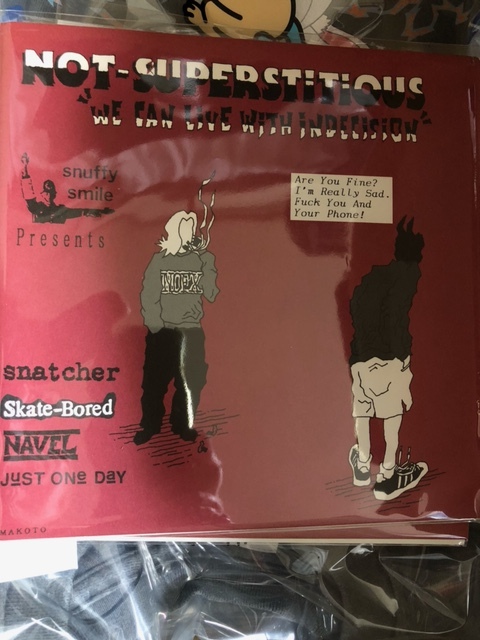 NOT-SUPERSTITIOUS
"WE CAN LIVE WITH INDECISION"
snuffy
smile
Presents
Are You Fine?
I'm Really Sad.
Fuck You And
Your Phone!
NOFX
snatcher
Skate-Bored
NAVEL
JUST ONE DAY
MAKOTO